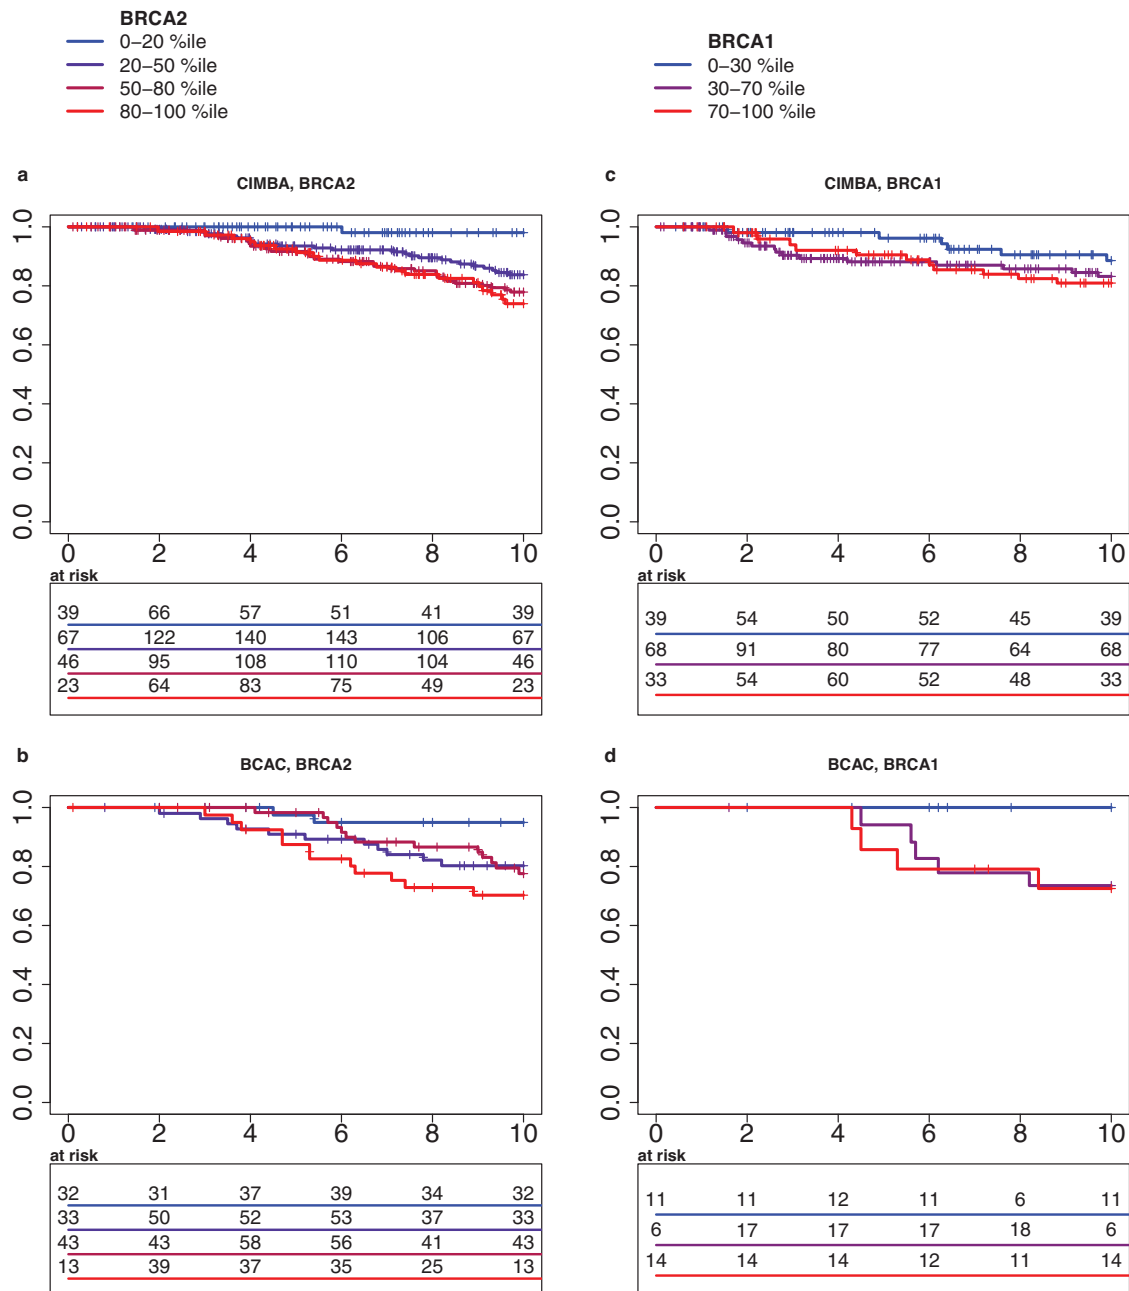 BRCA2
0–20 %ile
20–50 %ile
50–80 %ile
80–100 %ile
BRCA1
0–30 %ile
30–70 %ile
70–100 %ile
a
CIMBA, BRCA2
1.0
0.8
0.6
0.4
0.2
0.0
0 2 4 6 8 10
at risk
39 66 57 51 41 39
67 122 140 143 106 67
46 95 108 110 104 46
23 64 83 75 49 23
c
CIMBA, BRCA1
1.0
0.8
0.6
0.4
0.2
0.0
0 2 4 6 8 10
at risk
39 54 50 52 45 39
68 91 80 77 64 68
33 54 60 52 48 33
b
BCAC, BRCA2
1.0
0.8
0.6
0.4
0.2
0.0
0 2 4 6 8 10
at risk
32 31 37 39 34 32
33 50 52 53 37 33
43 43 58 56 41 43
13 39 37 35 25 13
d
BCAC, BRCA1
1.0
0.8
0.6
0.4
0.2
0.0
0 2 4 6 8 10
at risk
11 11 12 11 6 11
6 17 17 17 18 6
14 14 14 12 11 14